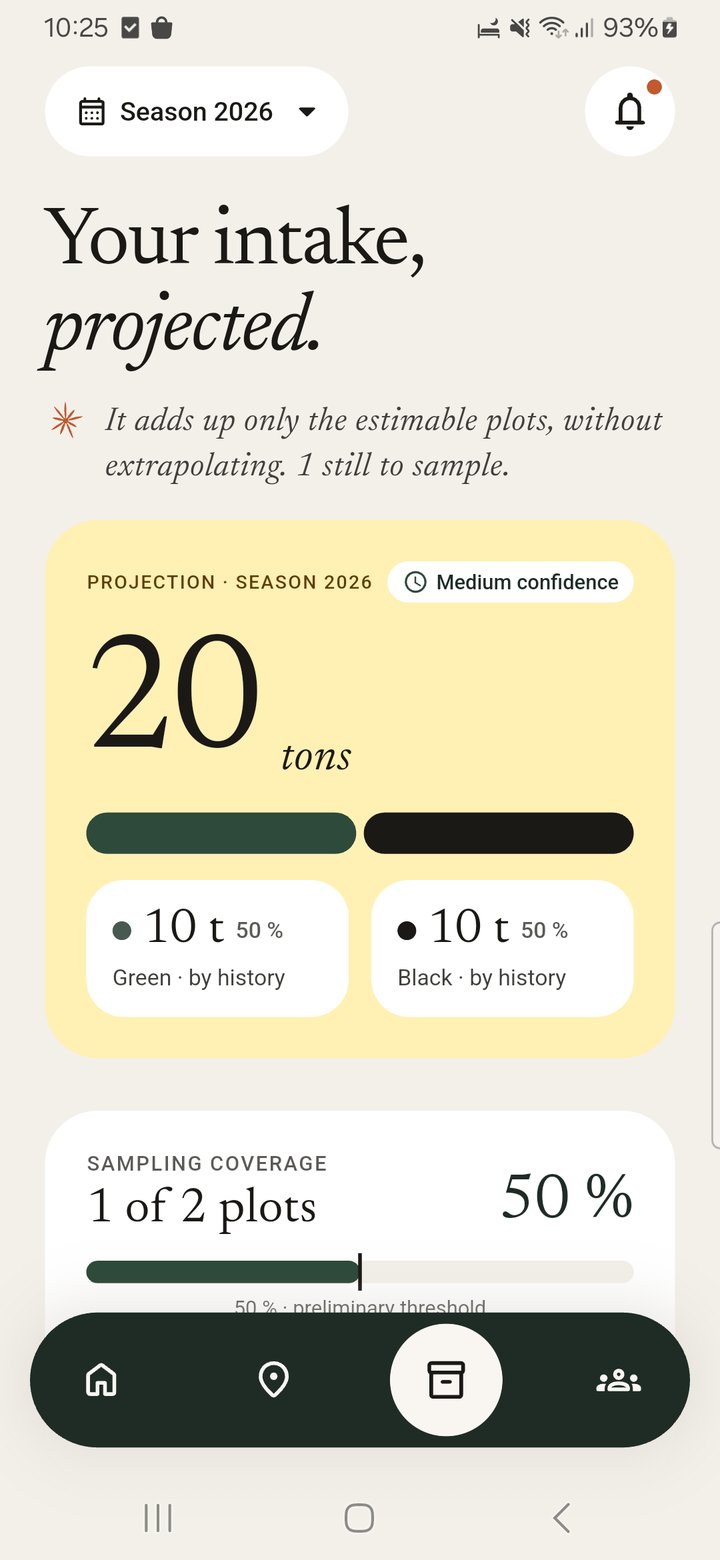 10:25
93%
Season 2026
Your intake,
projected.
It adds up only the estimable plots, without
extrapolating. 1 still to sample.
PROJECTION · SEASON 2026
Medium confidence
20 tons
10 t 50 %
Green · by history
10 t 50 %
Black · by history
SAMPLING COVERAGE
1 of 2 plots
50 %
50 % · preliminary threshold